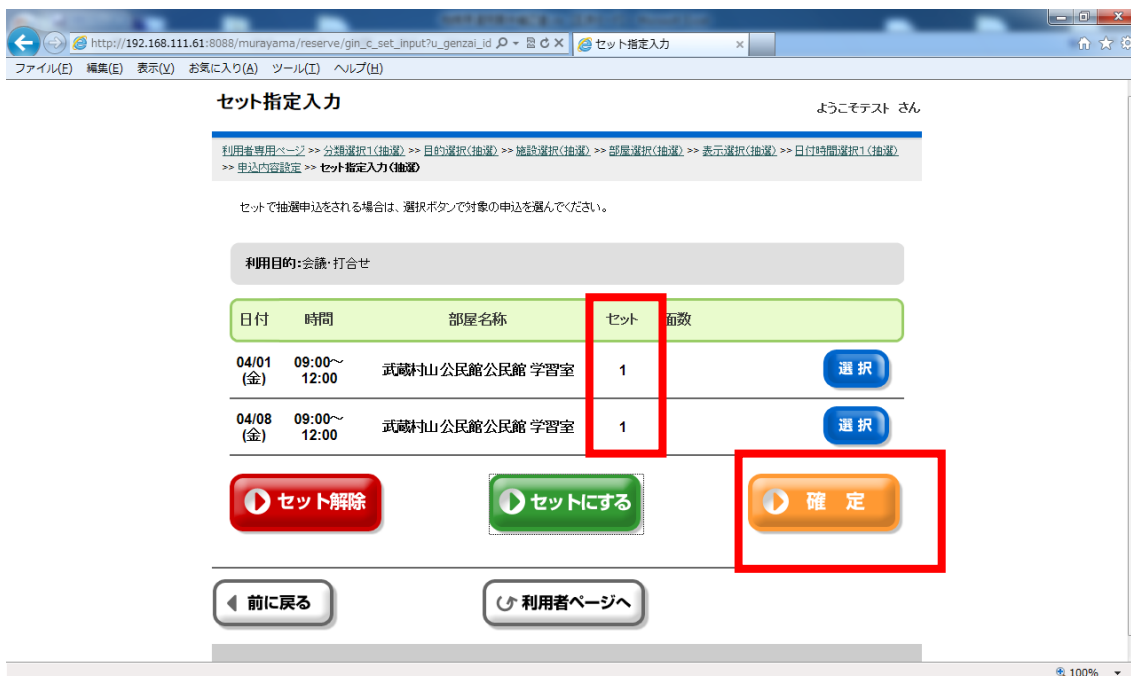 http://192.168.111.61:8088/murayama/reserve/gin_c_set_input?u_genzai_id
セット指定入力
ファイル(F) 編集(E) 表示(V) お気に入り(A) ツール(T) ヘルプ(H)
セット指定入力
ようこそテスト さん
利用者専用ページ >> 分類選択1(抽選) >> 目的選択(抽選) >> 施設選択(抽選) >> 部屋選択(抽選) >> 表示選択(抽選) >> 日付時間選択1(抽選)
>> 申込内容設定 >> セット指定入力(抽選)
セットで抽選申込をされる場合は、選択ボタンで対象の申込を選んでください。
利用目的:会議・打合せ
日付 時間 部屋名称 セット 面数
04/01 09:00～
(金) 12:00
武蔵村山公民館公民館 学習室 1 選択
04/08 09:00～
(金) 12:00
武蔵村山公民館公民館 学習室 1 選択
セット解除 セットにする 確 定
前に戻る 利用者ページへ
100%